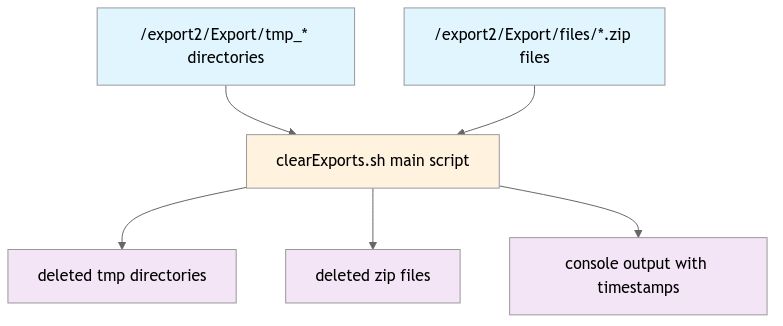 /export2/Export/tmp_*
directories
/export2/Export/files/*.zip
files
clearExports.sh main script
deleted tmp directories
deleted zip files
console output with
timestamps